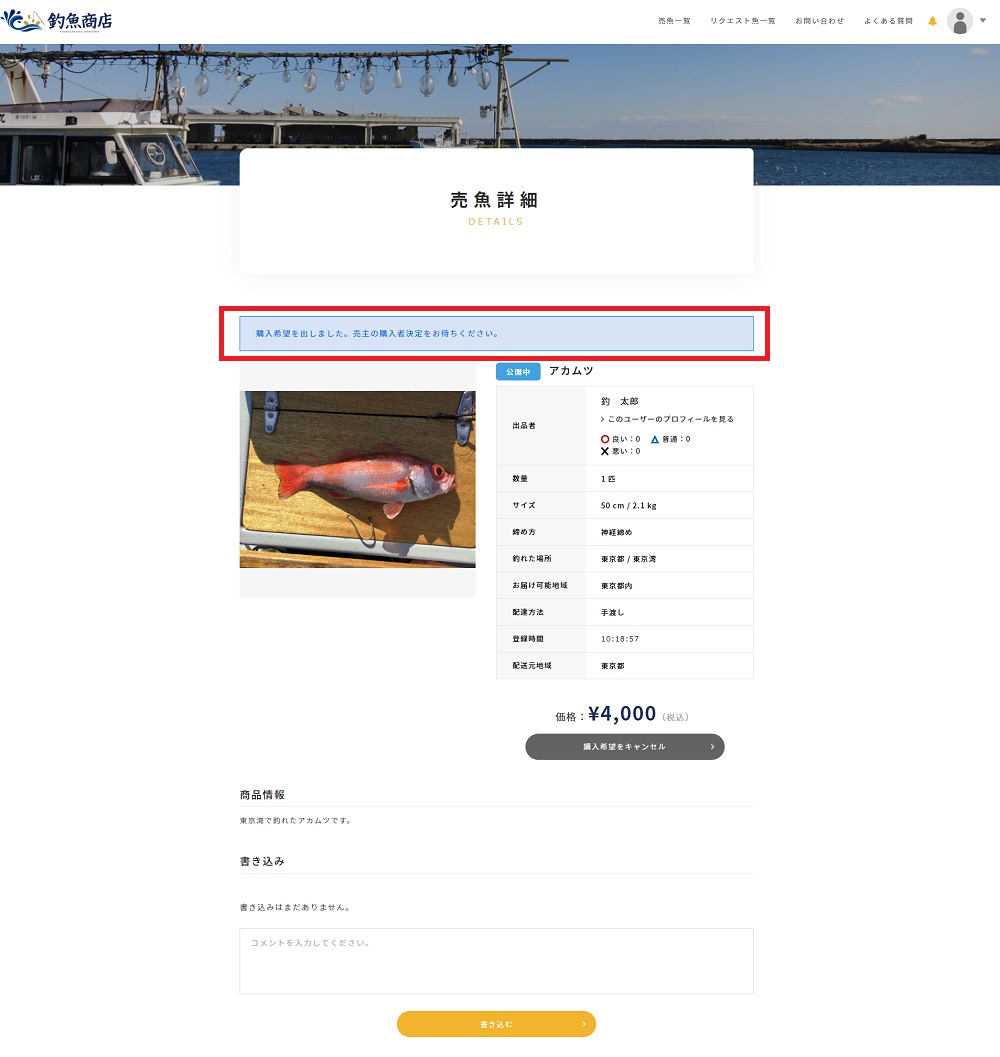 釣魚商店
売魚一覧
リクエスト魚一覧
お問い合わせ
よくある質問
売魚詳細
DETAILS
購入希望を出しました。売主の購入者決定をお待ちください。
公開中 アカムツ
出品者
釣　太郎
このユーザーのプロフィールを見る
良い：0 普通：0
悪い：0
数量 1 匹
サイズ 50 cm / 2.1 kg
締め方 神経締め
釣れた場所 東京都 / 東京湾
お届け可能地域 東京都内
配達方法 手渡し
登録時間 10:18:57
配送元地域 東京都
価格：¥4,000（税込）
購入希望をキャンセル
商品情報
東京湾で釣れたアカムツです。
書き込み
書き込みはまだありません。
コメントを入力してください。
書き込む